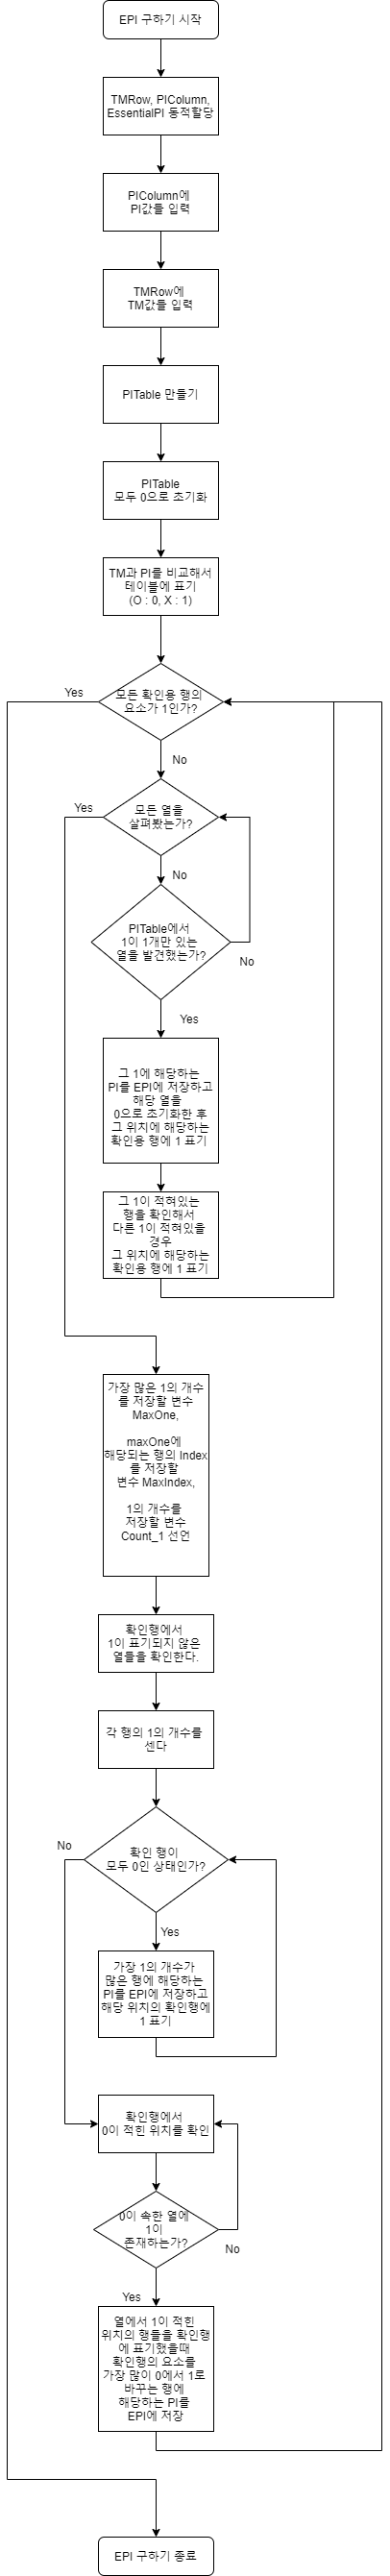 EPI 구하기 시작
TMRow, PIColumn,
EssentialPI 동적할당
PIColumn에
PI값들 입력
TMRow에
TM값들 입력
PITable 만들기
PITable
모두 0으로 초기화
TM과 PI를 비교해서
테이블에 표기
(O : 0, X : 1)
Yes
모든 확인용 행의
요소가 1인가?
No
Yes
모든 열을
살펴봤는가?
No
PITable에서
1이 1개만 있는
열을 발견했는가?
No
Yes
그 1에 해당하는
PI를 EPI에 저장하고
해당 열을
0으로 초기화한 후
그 위치에 해당하는
확인용 행에 1 표기
그 1이 적혀있는
행을 확인해서
다른 1이 적혀있을
경우
그 위치에 해당하는
확인용 행에 1 표기
가장 많은 1의 개수
를 저장할 변수
MaxOne,
maxOne에
해당되는 행의 Index
를 저장할
변수 MaxIndex,
1의 개수를
저장할 변수
Count_1 선언
확인행에서
1이 표기되지 않은
열들을 확인한다.
각 행의 1의 개수를
센다
No
확인 행이
모두 0인 상태인가?
Yes
가장 1의 개수가
많은 행에 해당하는
PI를 EPI에 저장하고
해당 위치의 확인행에
1 표기
확인행에서
0이 적힌 위치를 확인
0이 속한 열에
1이
존재하는가?
No
Yes
열에서 1이 적힌
위치의 행들을 확인행
에 표기했을때
확인행의 요소를
가장 많이 0에서 1로
바꾸는 행에
해당하는 PI를
EPI에 저장
EPI 구하기 종료